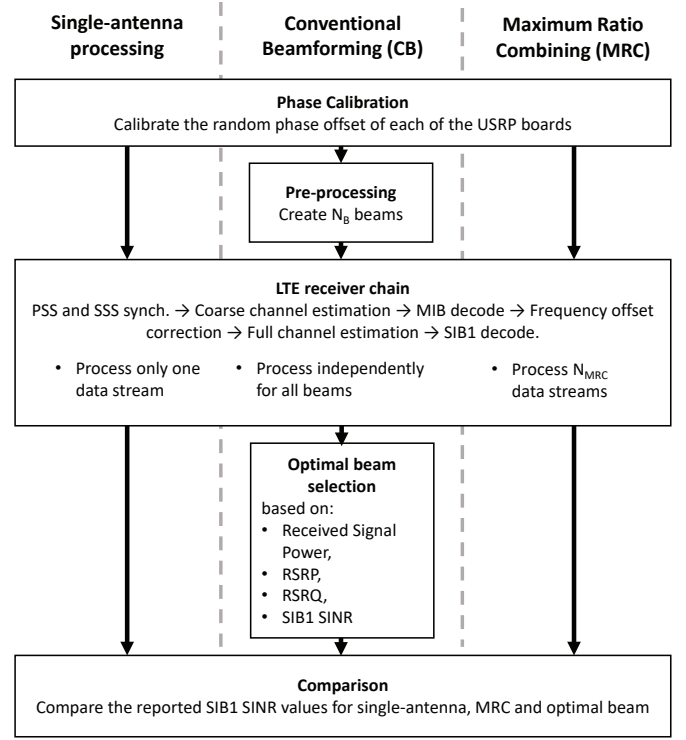 Single-antenna
processing
Conventional
Beamforming (CB)
Maximum Ratio
Combining (MRC)
Phase Calibration
Calibrate the random phase offset of each of the USRP boards
Pre-processing
Create N_B beams
LTE receiver chain
PSS and SSS synch. → Coarse channel estimation → MIB decode → Frequency offset
correction → Full channel estimation → SIB1 decode.
• Process only one
data stream
• Process independently
for all beams
• Process N_MRC
data streams
Optimal beam
selection
based on:
• Received Signal
Power,
• RSRP,
• RSRQ,
• SIB1 SINR
Comparison
Compare the reported SIB1 SINR values for single-antenna, MRC and optimal beam